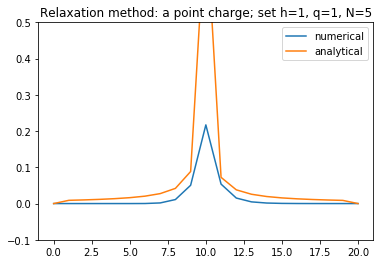 Relaxation method: a point charge; set h=1, q=1, N=5
numerical
analytical
0.5
0.4
0.3
0.2
0.1
0.0
−0.1
0.0 2.5 5.0 7.5 10.0 12.5 15.0 17.5 20.0